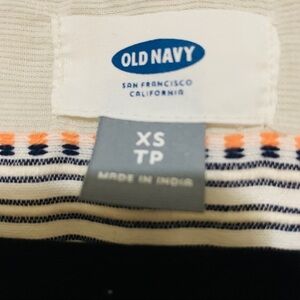 OLD NAVY
SAN FRANCISCO
CALIFORNIA
XS
TP
MADE IN INDIA